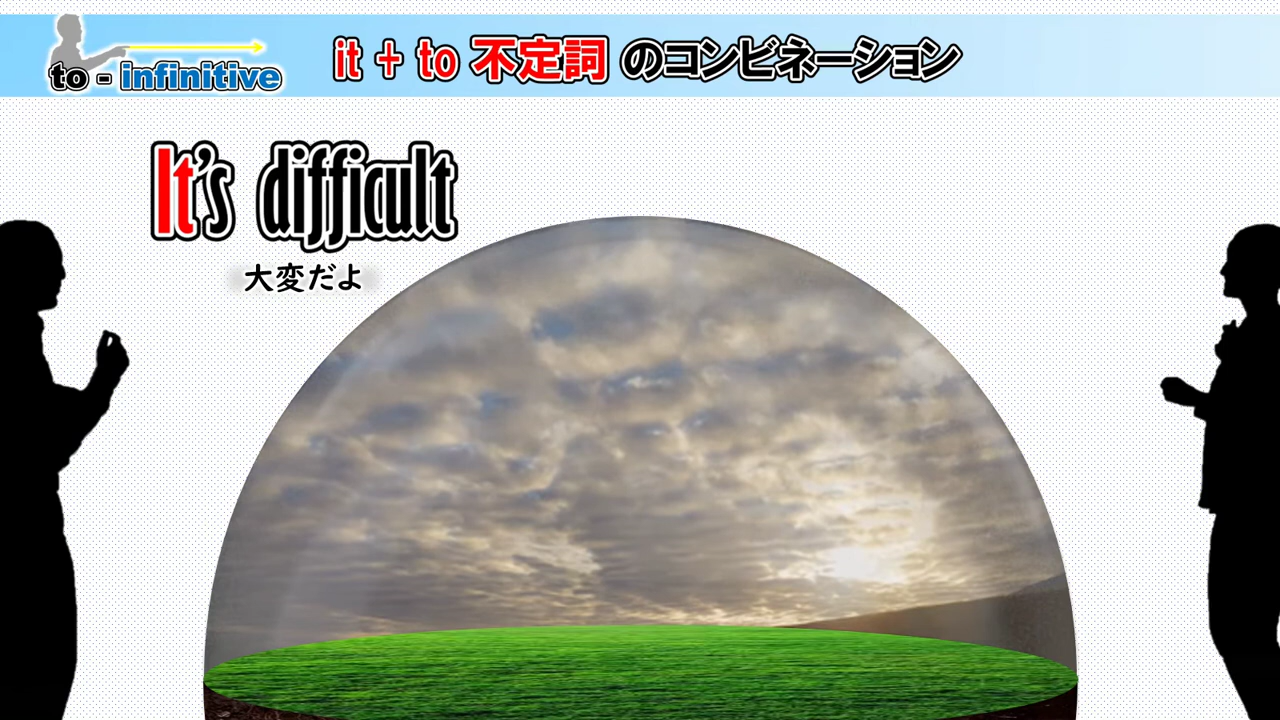 to - infinitive
it + to 不定詞 のコンビネーション
It's difficult
大変だよ